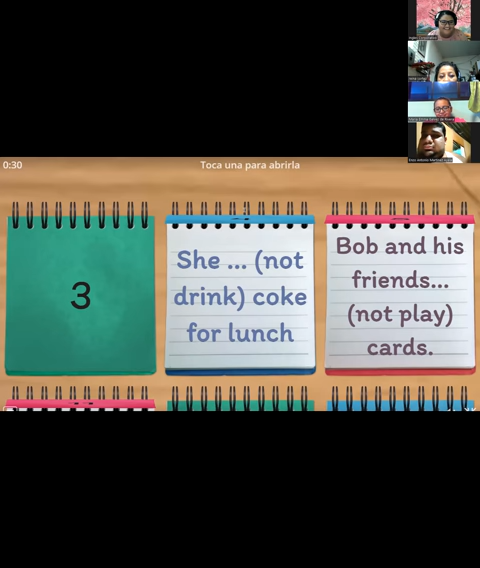 0:30
Toca una para abrirla
3
She ... (not
drink) coke
for lunch
Bob and his
friends...
(not play)
cards.